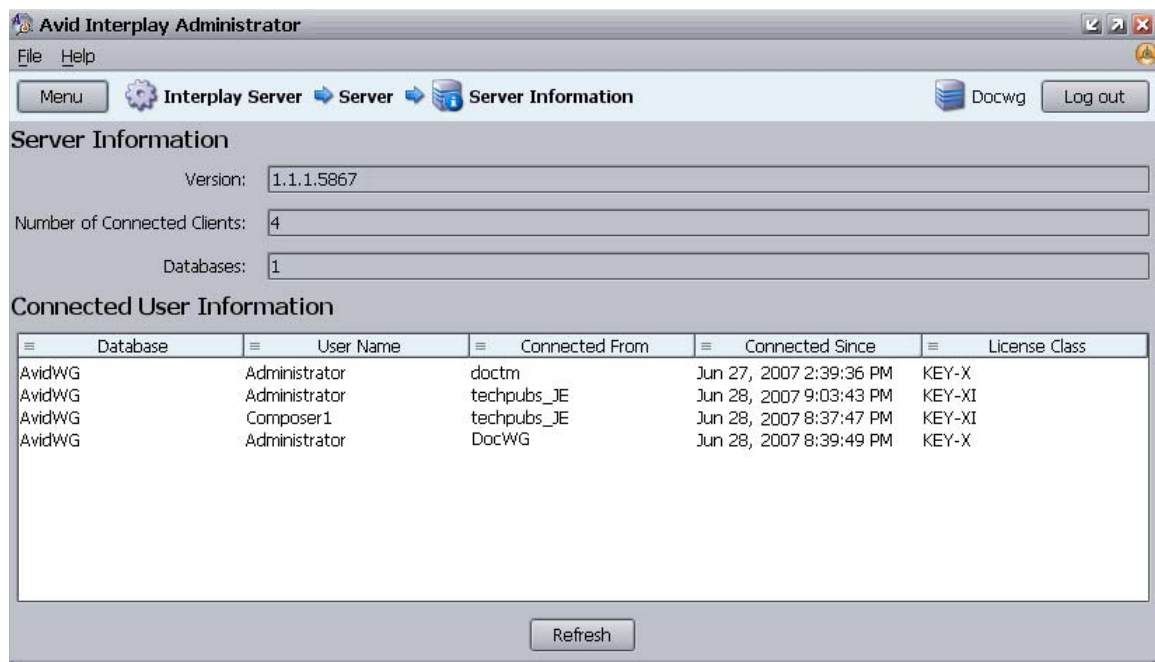 Avid Interplay Administrator
File Help
Menu Interplay Server Server Server Information Docwg Log out
Server Information
Version: 1.1.1.5867
Number of Connected Clients: 4
Databases: 1
Connected User Information
Database User Name Connected From Connected Since License Class
AvidWG Administrator doctm Jun 27, 2007 2:39:36 PM KEY-X
AvidWG Administrator techpubs_JE Jun 28, 2007 9:03:43 PM KEY-XI
AvidWG Composer1 techpubs_JE Jun 28, 2007 8:37:47 PM KEY-XI
AvidWG Administrator DocWG Jun 28, 2007 8:39:49 PM KEY-X
Refresh